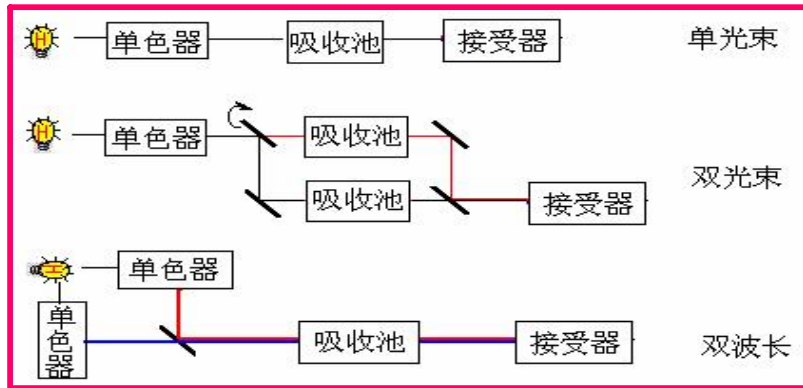 单色器 吸收池 接受器 单光束
单色器 吸收池
吸收池 接受器 双光束
单色器
单色器 吸收池 接受器 双波长